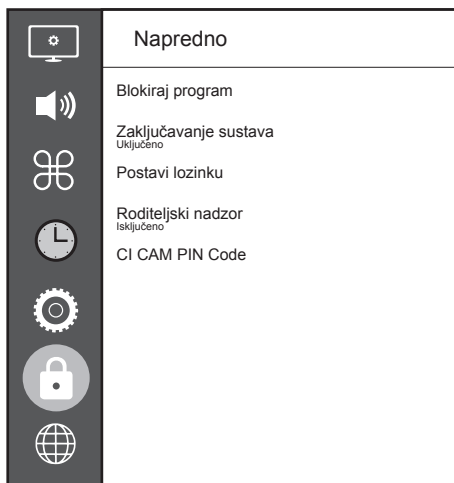 Napredno
Blokiraj program
Zaključavanje sustava
Uključeno
Postavi lozinku
Roditeljski nadzor
Isključeno
CI CAM PIN Code